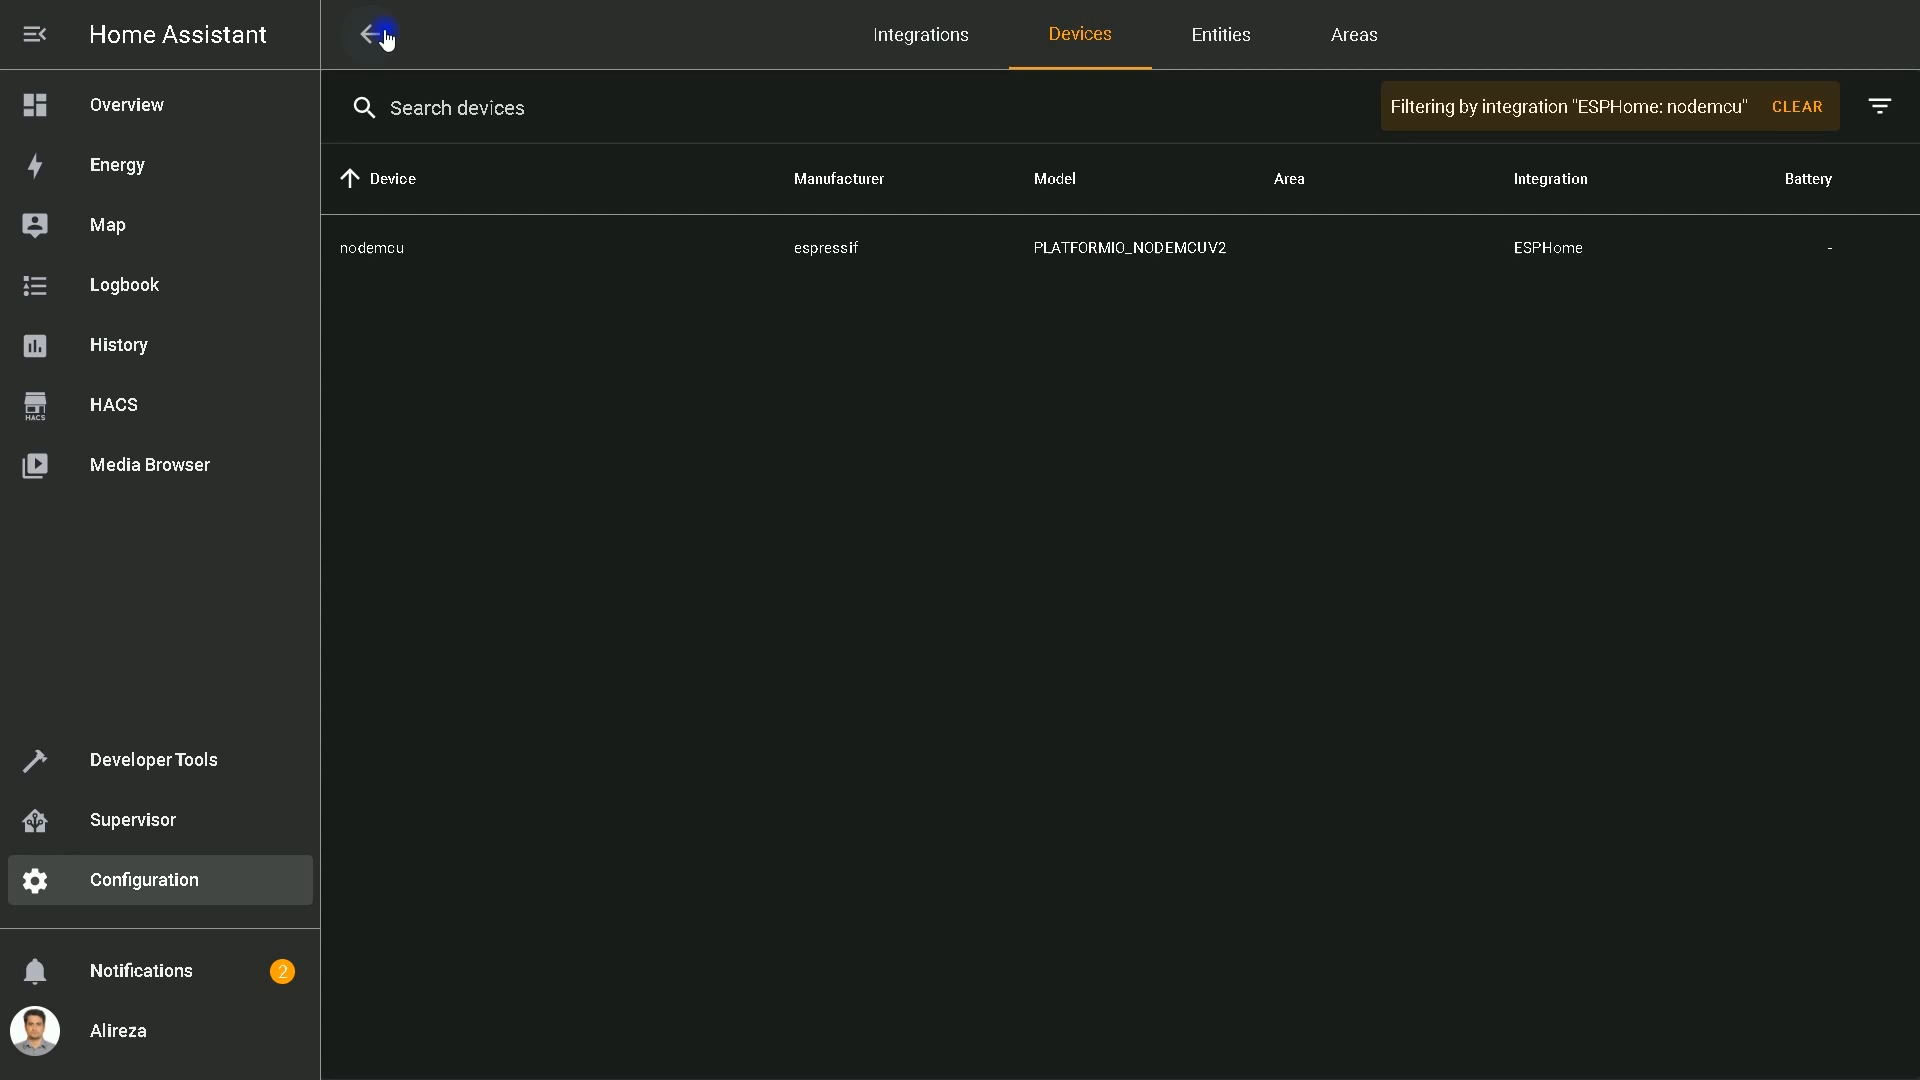 Home Assistant
Integrations
Devices
Entities
Areas
Overview
Search devices
Filtering by integration "ESPHome: nodemcu" CLEAR
Energy
Device Manufacturer Model Area Integration Battery
Map
nodemcu espressif PLATFORMIO_NODEMCUV2 ESPHome -
Logbook
History
HACS
HACS
Media Browser
Developer Tools
Supervisor
Configuration
Notifications 2
Alireza